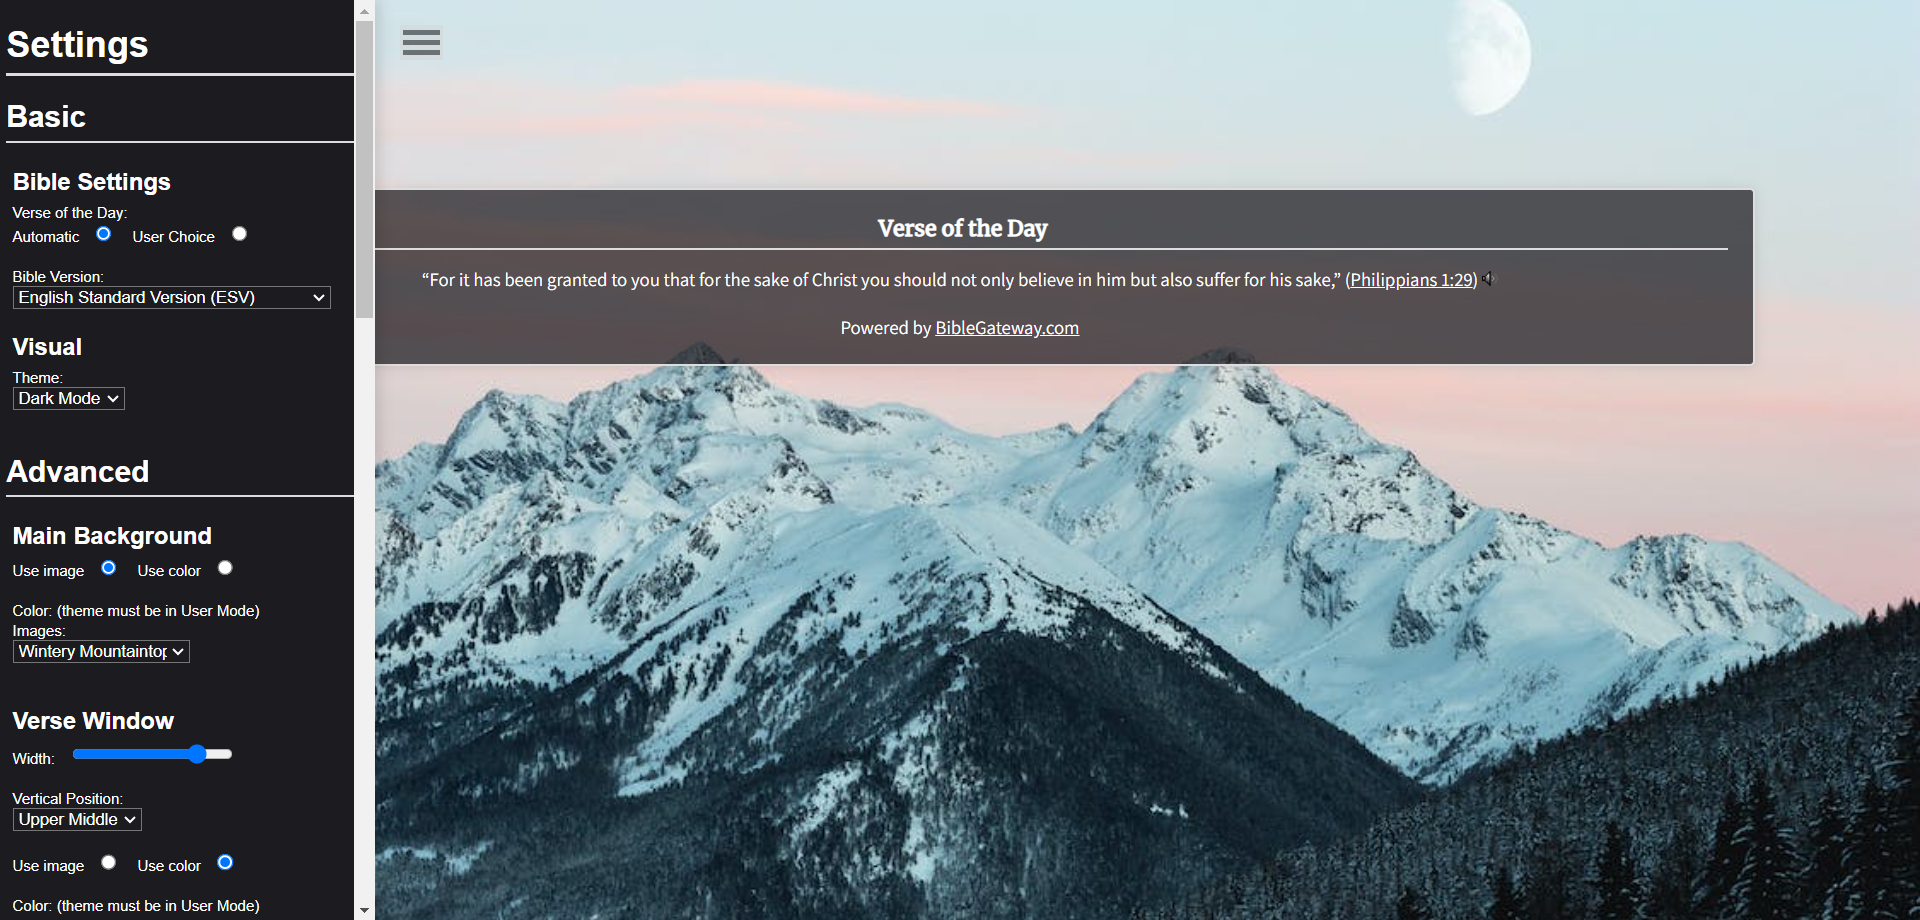 Settings
Basic
Bible Settings
Verse of the Day:
Automatic User Choice
Bible Version:
English Standard Version (ESV)
Visual
Theme:
Dark Mode
Advanced
Main Background
Use image Use color
Color: (theme must be in User Mode)
Images:
Wintery Mountaintop
Verse Window
Width:
Vertical Position:
Upper Middle
Use image Use color
Color: (theme must be in User Mode)
Verse of the Day
“For it has been granted to you that for the sake of Christ you should not only believe in him but also suffer for his sake,” (Philippians 1:29)
Powered by BibleGateway.com